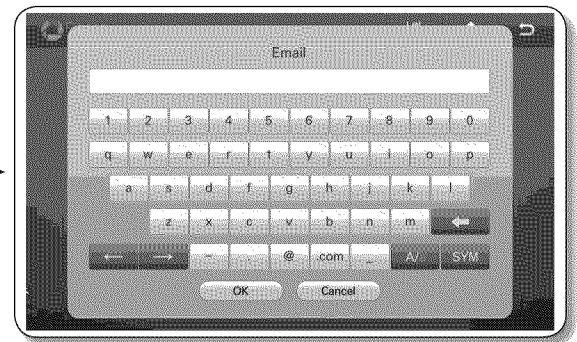 Email
1 2 3 4 5 6 7 8 9 0
q w e r t y u i o p
a s d f g h j k l
z x c v b n m
- . @ .com _ A/ SYM
OK Cancel